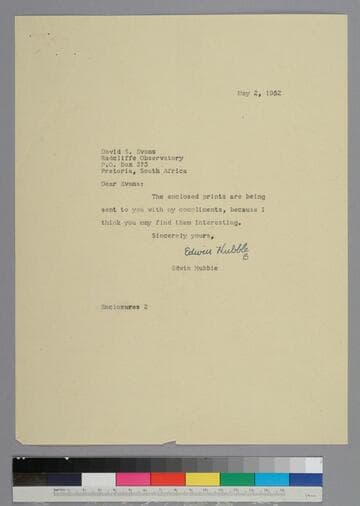 May 2, 1952
David S. Evans
Radcliffe Observatory
P.O. Box 373
Pretoria, South Africa
Dear Evans:
The enclosed prints are being
sent to you with my compliments, because I
think you may find them interesting.
Sincerely yours,
Edwin Hubble
B
Edwin Hubble
Enclosures 2